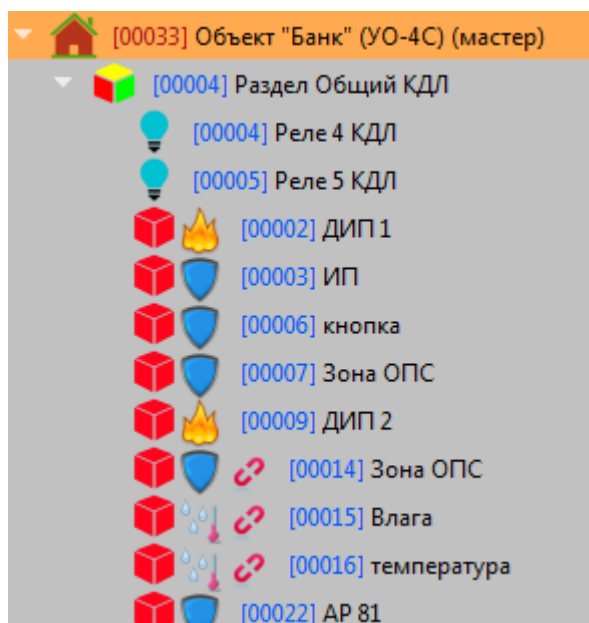 [00033] Объект "Банк" (УО-4С) (мастер)
[00004] Раздел Общий КДЛ
[00004] Реле 4 КДЛ
[00005] Реле 5 КДЛ
[00002] ДИП 1
[00003] ИП
[00006] кнопка
[00007] Зона ОПС
[00009] ДИП 2
[00014] Зона ОПС
[00015] Влага
[00016] температура
[00022] АР 81